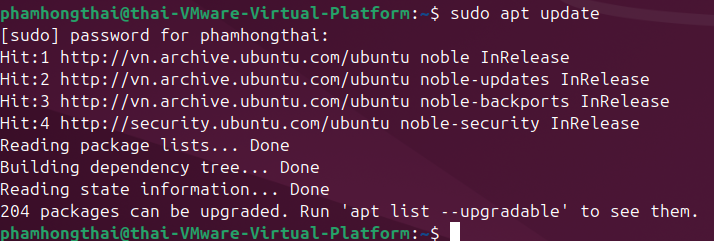 phamhongthai@thai-VMware-Virtual-Platform:~$ sudo apt update
[sudo] password for phamhongthai:
Hit:1 http://vn.archive.ubuntu.com/ubuntu noble InRelease
Hit:2 http://vn.archive.ubuntu.com/ubuntu noble-updates InRelease
Hit:3 http://vn.archive.ubuntu.com/ubuntu noble-backports InRelease
Hit:4 http://security.ubuntu.com/ubuntu noble-security InRelease
Reading package lists... Done
Building dependency tree... Done
Reading state information... Done
204 packages can be upgraded. Run 'apt list --upgradable' to see them.
phamhongthai@thai-VMware-Virtual-Platform:~$